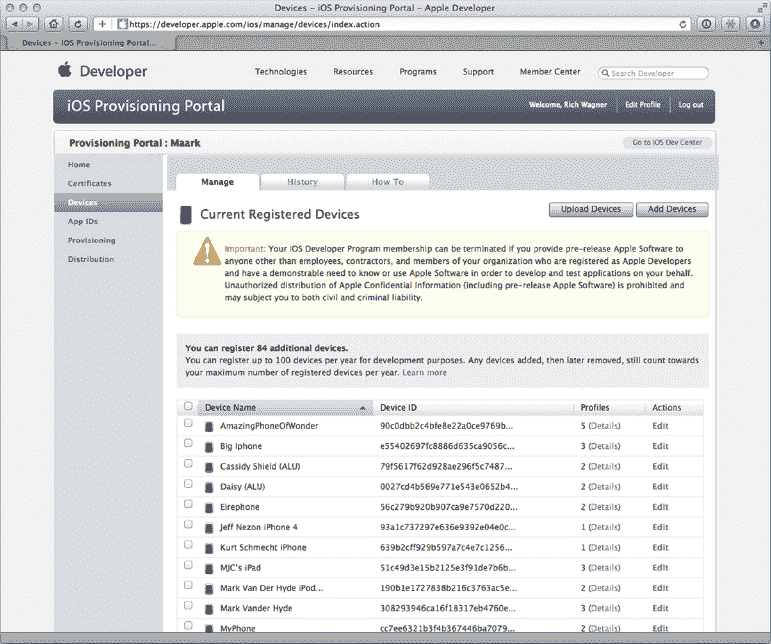 Devices – iOS Provisioning Portal – Apple Developer
https://developer.apple.com/ios/manage/devices/index.action
Devices – iOS Provisioning Portal...
Developer
Technologies Resources Programs Support Member Center Search Developer
iOS Provisioning Portal
Welcome, Rich Wagner Edit Profile Log out
Provisioning Portal : Maark
Go to iOS Dev Center
Home
Certificates
Devices
App IDs
Provisioning
Distribution
Manage History How To
Current Registered Devices
Upload Devices Add Devices
Important: Your iOS Developer Program membership can be terminated if you provide pre-release Apple Software to
anyone other than employees, contractors, and members of your organization who are registered as Apple Developers
and have a demonstrable need to know or use Apple Software in order to develop and test applications on your behalf.
Unauthorized distribution of Apple Confidential Information (including pre-release Apple Software) is prohibited and
may subject you to both civil and criminal liability.
You can register 84 additional devices.
You can register up to 100 devices per year for development purposes. Any devices added, then later removed, still count towards
your maximum number of registered devices per year. Learn more
Device Name Device ID Profiles Actions
AmazingPhoneOfWonder 90c0dbb2c4bfe8e22a0ce9769b... 5 (Details) Edit
Big Iphone e55402697fc8886d635ca9056c... 3 (Details) Edit
Cassidy Shield (ALU) 79f5617f62d928ae296f5c7487... 2 (Details) Edit
Daisy (ALU) 0027cd4b569e771e543e0652b4... 2 (Details) Edit
Eirephone 56c279b920b907ca9e7570d220... 2 (Details) Edit
Jeff Nezon iPhone 4 93a1c737297e636e9392e04e0c... 1 (Details) Edit
Kurt Schmecht iPhone 639b2cff929b597a7c4e7c1256... 1 (Details) Edit
MJC's iPad 51c49d3e15b2125e3f91de7b6b... 3 (Details) Edit
Mark Van Der Hyde iPod... 190b1e1727838b216c3763ac5e... 2 (Details) Edit
Mark Vander Hyde 308293946ca16f18317eb4760e... 3 (Details) Edit
MyPhone cc7ee6321b3f4b367446ba7079... 2 (Details) Edit